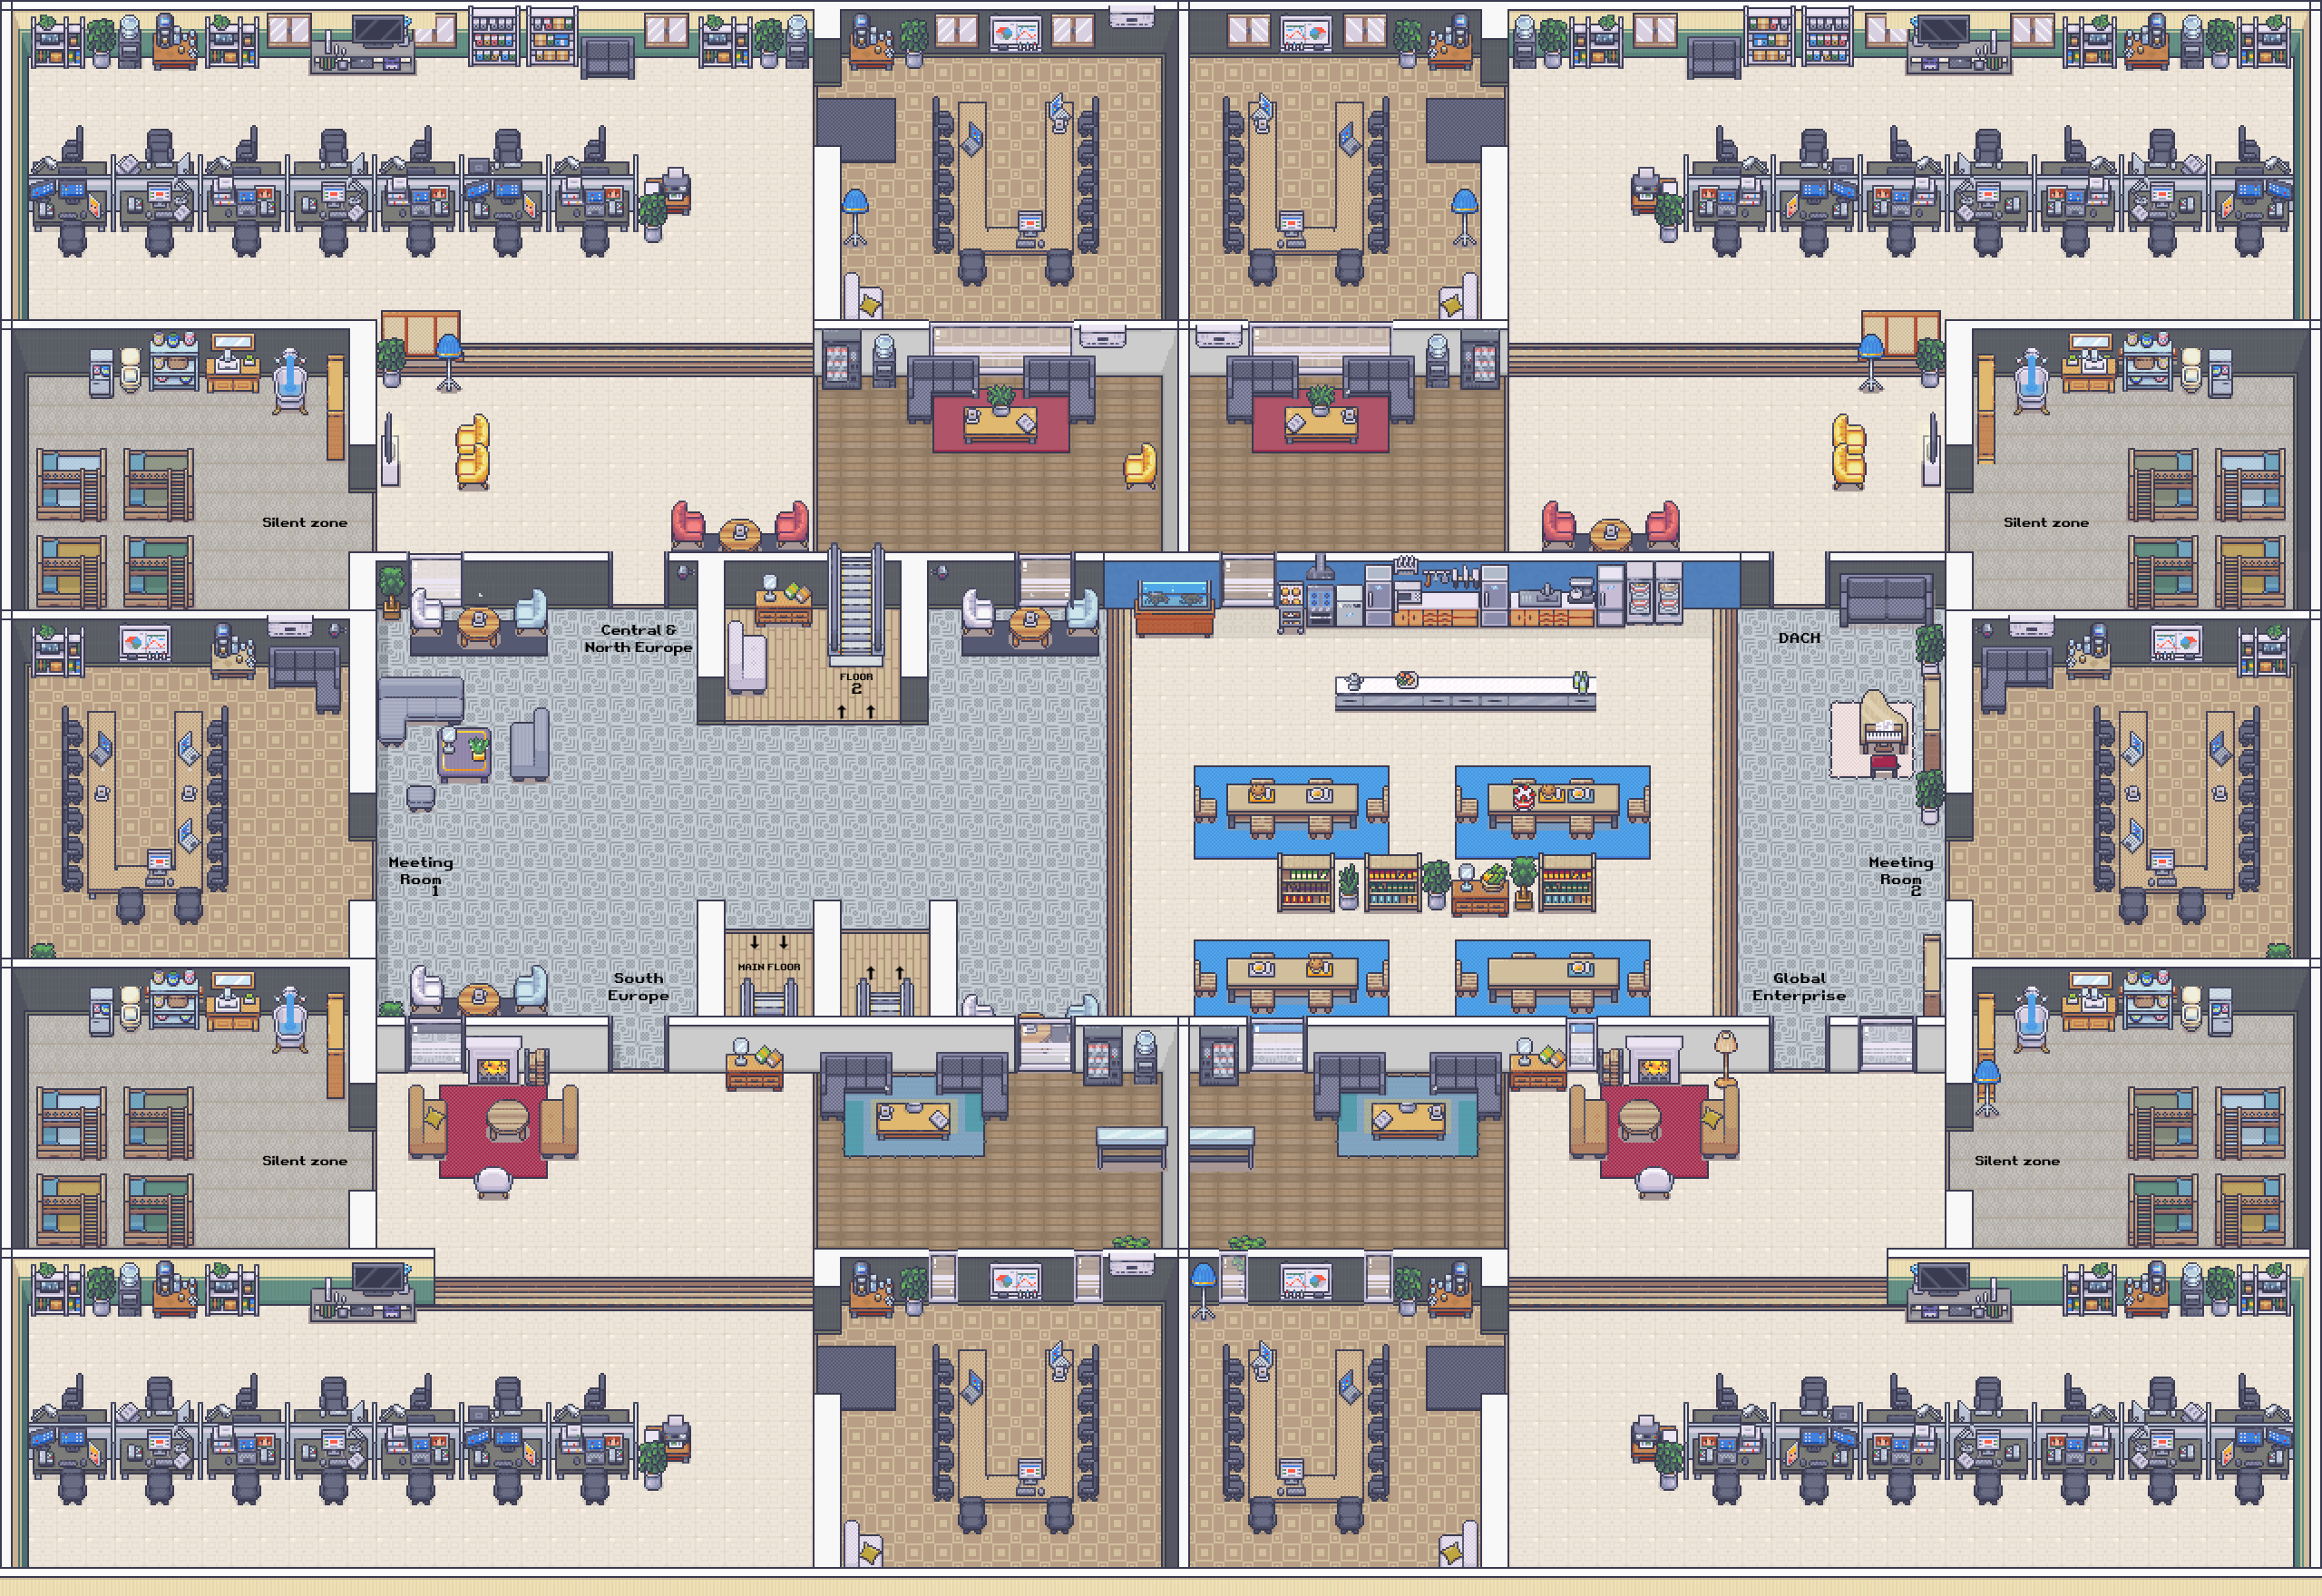 Silent zone
Silent zone
Central &
North Europe
DACH
FLOOR
2
Meeting
Room
1
Meeting
Room
2
MAIN FLOOR
South
Europe
Global
Enterprise
Silent zone
Silent zone